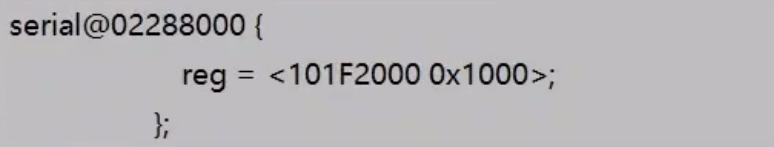 serial@02288000 {
reg = <101F2000 0x1000>;
};